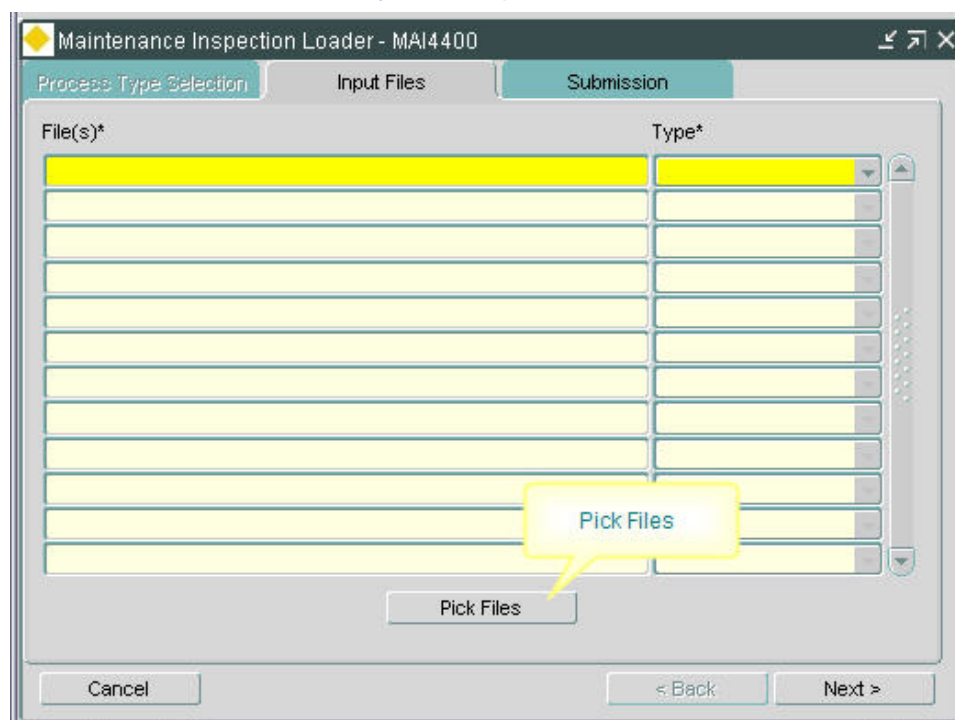 Maintenance Inspection Loader - MAI4400
Process Type Selection Input Files Submission
File(s)* Type*
Pick Files
Pick Files
Cancel < Back Next >